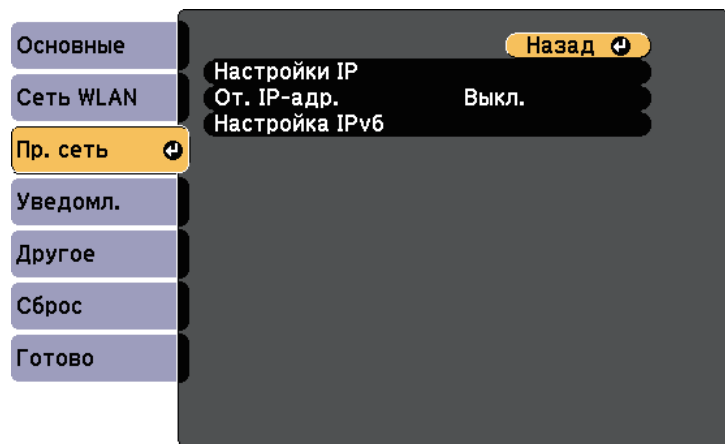 Основные
Сеть WLAN
Пр. сеть
Уведомл.
Другое
Сброс
Готово
Назад
Настройки IP
От. IP-адр. Выкл.
Настройка IPv6